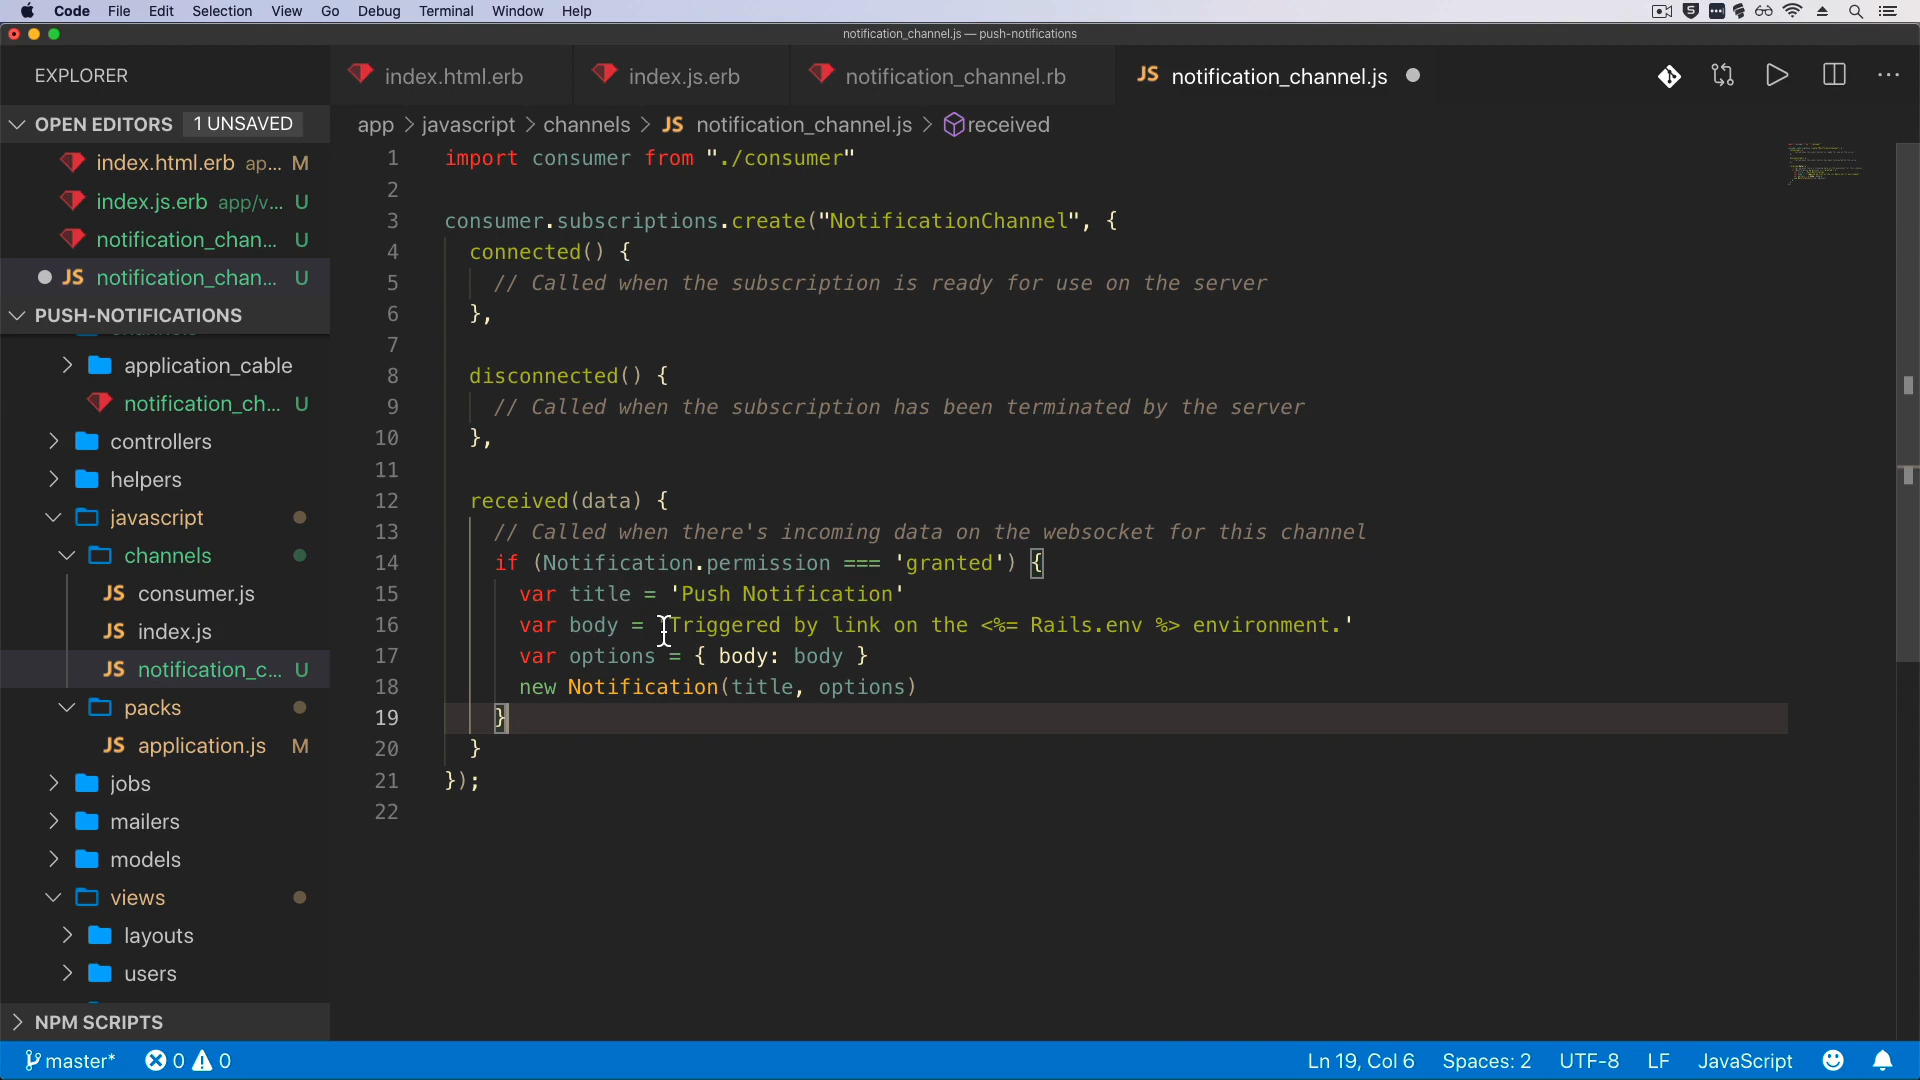 Code File Edit Selection View Go Debug Terminal Window Help
notification_channel.js — push-notifications
EXPLORER
index.html.erb
index.js.erb
notification_channel.rb
JS notification_channel.js
OPEN EDITORS 1 UNSAVED
app > javascript > channels > JS notification_channel.js > received
index.html.erb ap... M
index.js.erb app/v... U
notification_chan... U
JS notification_chan... U
PUSH-NOTIFICATIONS
application_cable
notification_ch... U
controllers
helpers
javascript
channels
JS consumer.js
JS index.js
JS notification_c... U
packs
JS application.js M
jobs
mailers
models
views
layouts
users
NPM SCRIPTS
1 import consumer from "./consumer"
2
3 consumer.subscriptions.create("NotificationChannel", {
4 connected() {
5 // Called when the subscription is ready for use on the server
6 },
7
8 disconnected() {
9 // Called when the subscription has been terminated by the server
10 },
11
12 received(data) {
13 // Called when there's incoming data on the websocket for this channel
14 if (Notification.permission === 'granted') {
15 var title = 'Push Notification'
16 var body = 'Triggered by link on the <%= Rails.env %> environment.'
17 var options = { body: body }
18 new Notification(title, options)
19 }
20 }
21 });
22
master* 0 0
Ln 19, Col 6 Spaces: 2 UTF-8 LF JavaScript